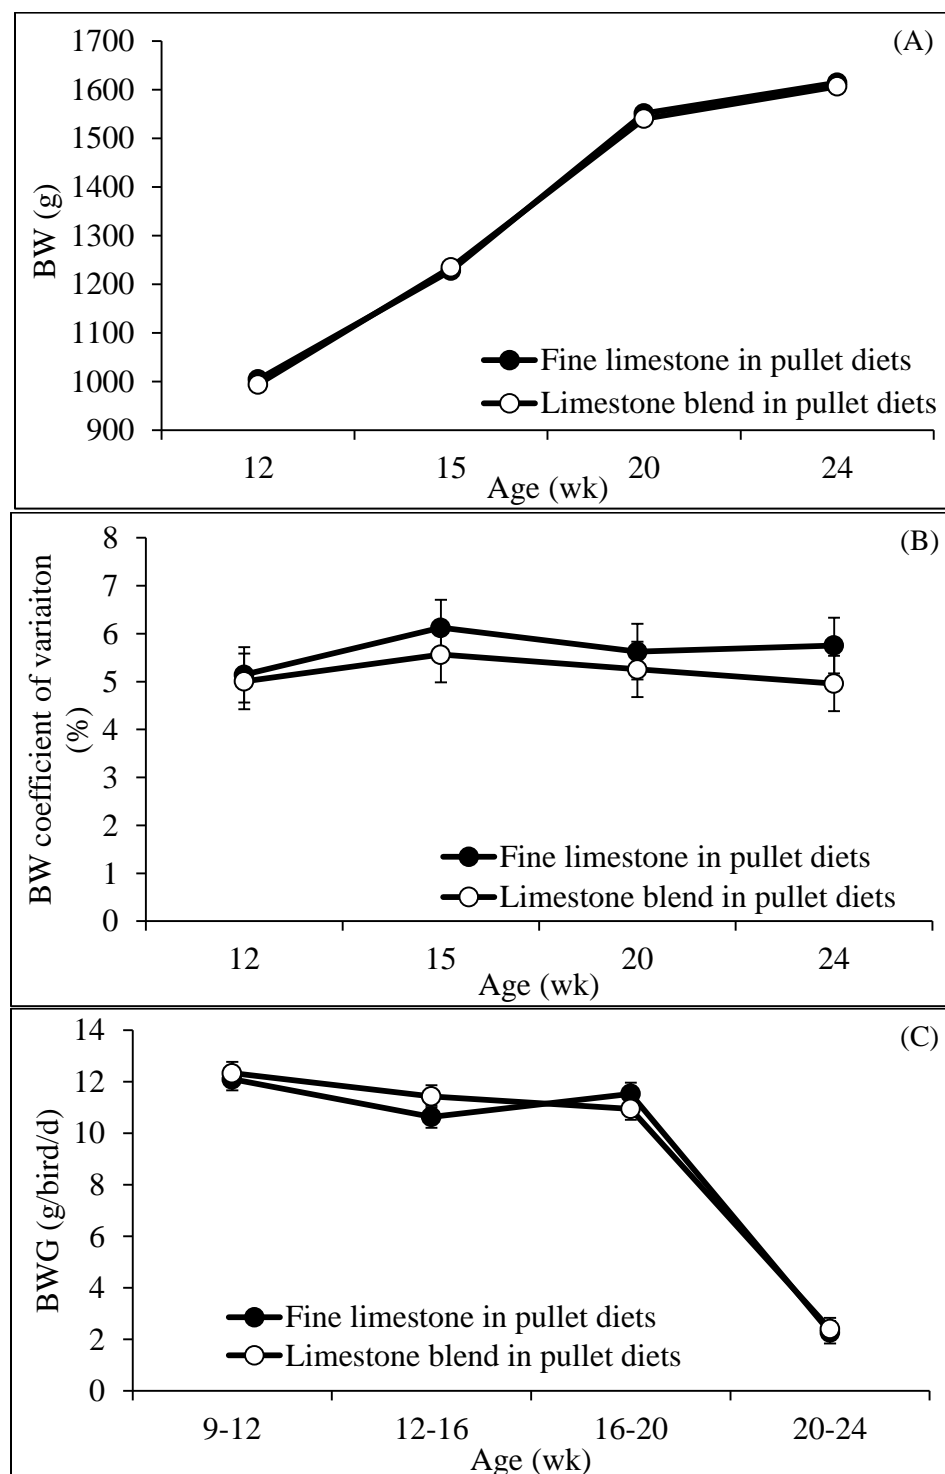 (A)
1700
1600
1500
1400
1300
1200
1100
1000
900
BW (g)
Fine limestone in pullet diets
Limestone blend in pullet diets
12 15 20 24
Age (wk)
(B)
8
7
6
5
4
3
2
1
0
BW coefficient of variaiton
(%)
Fine limestone in pullet diets
Limestone blend in pullet diets
12 15 20 24
Age (wk)
(C)
14
12
10
8
6
4
2
0
BWG (g/bird/d)
Fine limestone in pullet diets
Limestone blend in pullet diets
9-12 12-16 16-20 20-24
Age (wk)